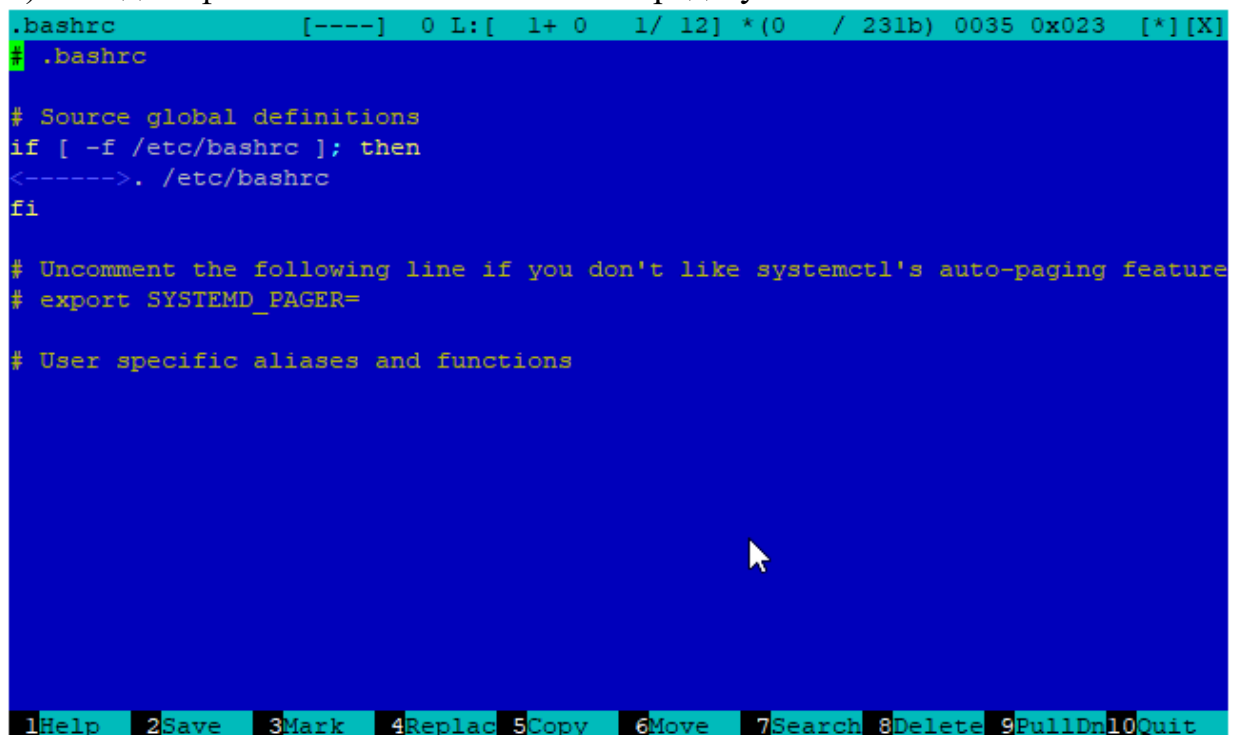 .bashrc [----] 0 L:[ 1+ 0 1/ 12] *(0 / 231b) 0035 0x023 [*][X]
# .bashrc
# Source global definitions
if [ -f /etc/bashrc ]; then
<------>. /etc/bashrc
fi
# Uncomment the following line if you don't like systemctl's auto-paging feature
# export SYSTEMD_PAGER=
# User specific aliases and functions
1Help 2Save 3Mark 4Replac 5Copy 6Move 7Search 8Delete 9PullDn 10Quit